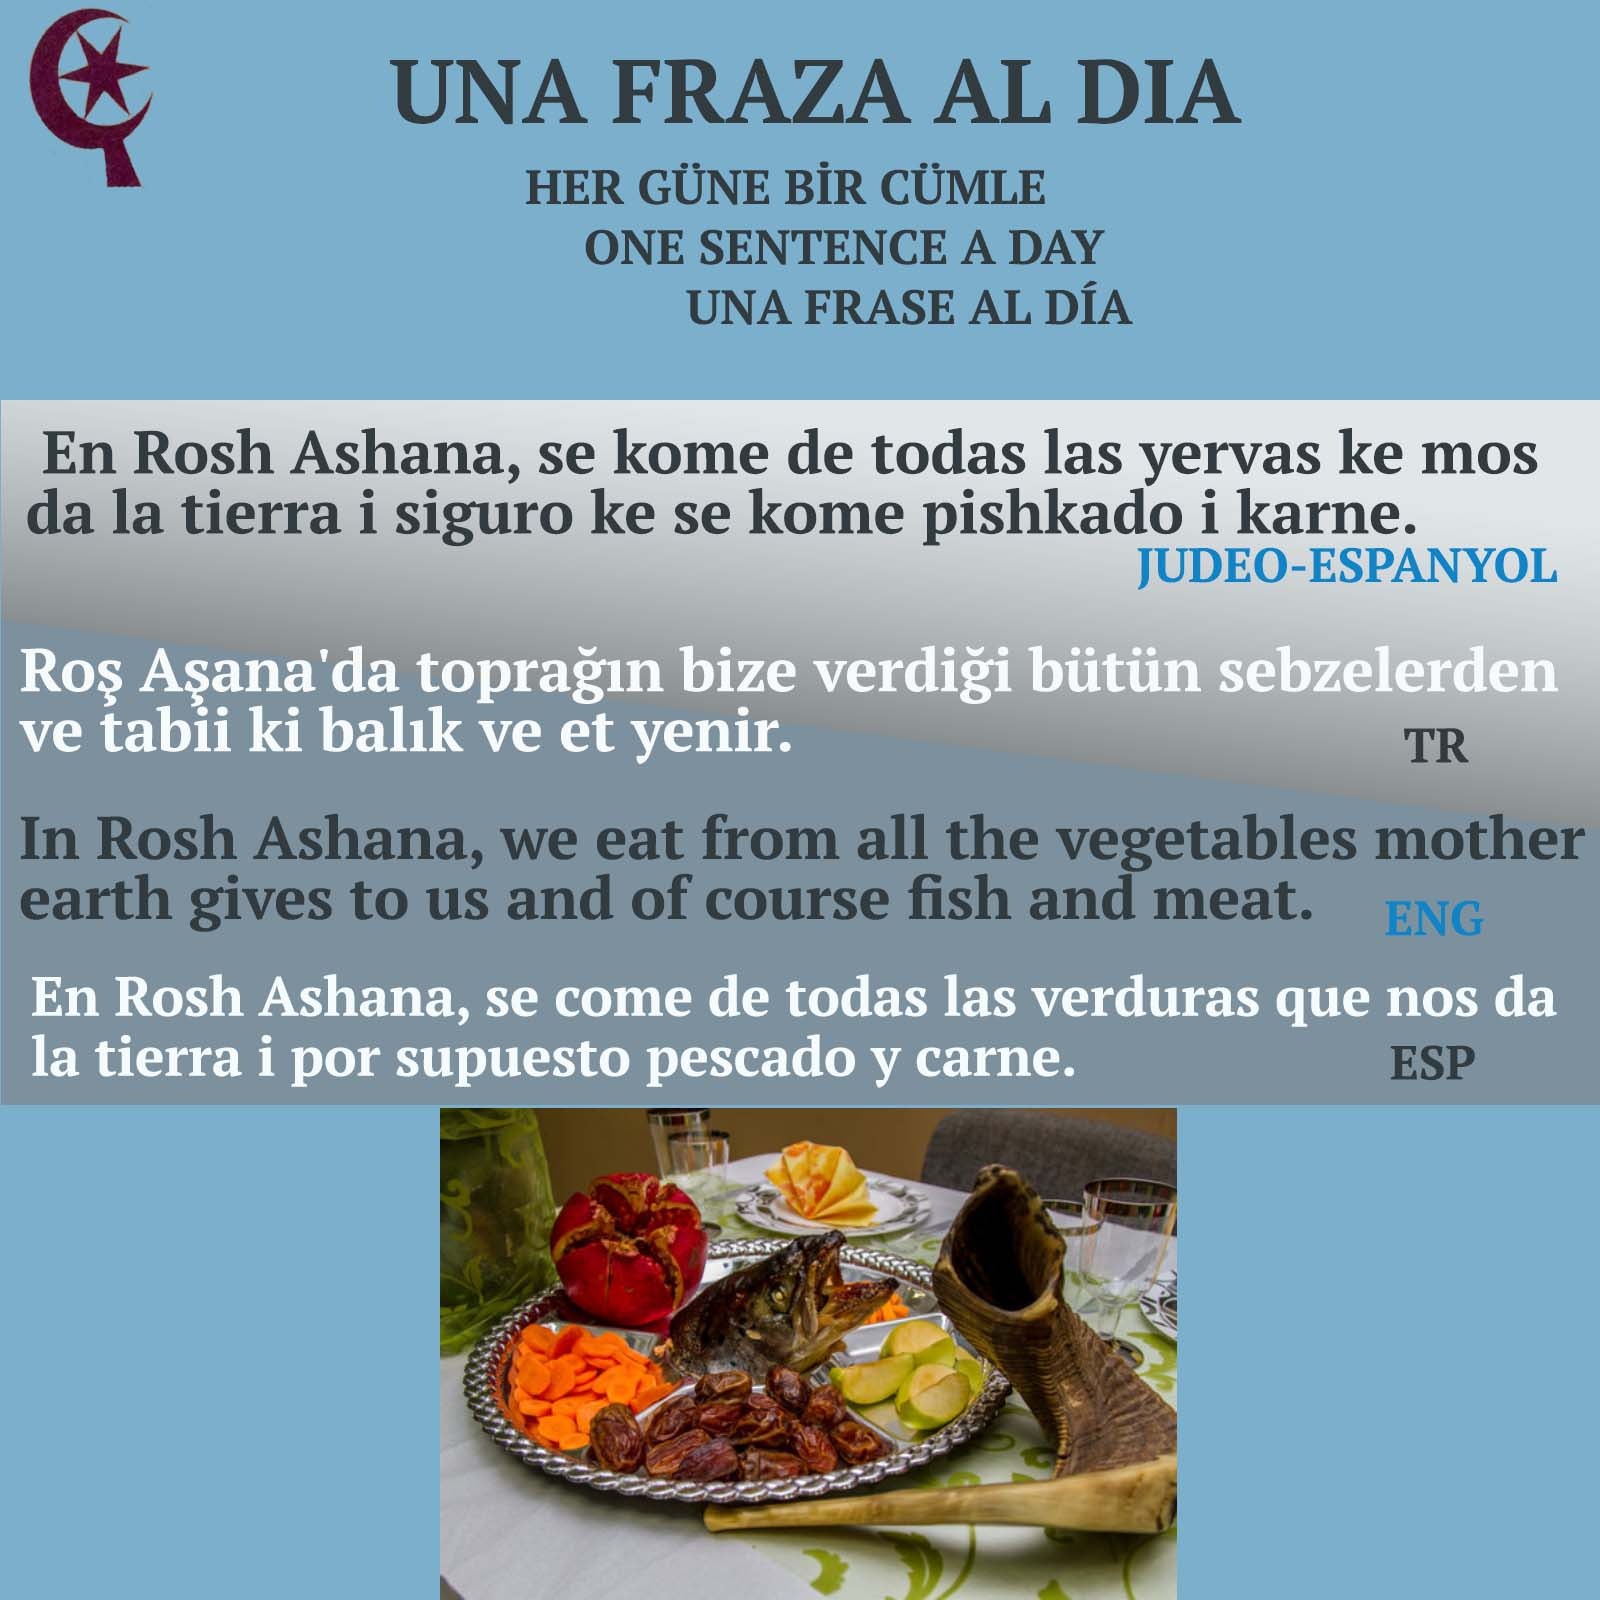 UNA FRAZA AL DIA
HER GÜNE BİR CÜMLE
ONE SENTENCE A DAY
UNA FRASE AL DÍA
En Rosh Ashana, se kome de todas las yervas ke mos
da la tierra i siguro ke se kome pishkado i karne.
JUDEO-ESPANYOL
Roş Aşana'da toprağın bize verdiği bütün sebzelerden
ve tabii ki balık ve et yenir.
TR
In Rosh Ashana, we eat from all the vegetables mother
earth gives to us and of course fish and meat.
ENG
En Rosh Ashana, se come de todas las verduras que nos da
la tierra i por supuesto pescado y carne.
ESP